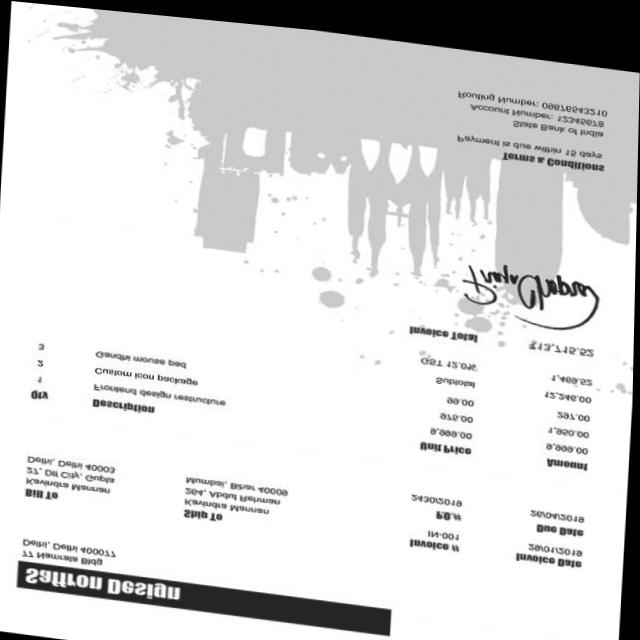 Saffron Design
77 Namrata Bldg
Delhi, Delhi 400077
Bill To
Kavindra Mannan
27, Dlf City, Gupta
Delhi, Delhi 40003
Ship To
Kavindra Mannan
264, Abdul Rehman
Mumbai, Bihar 40009
Invoice #
IN-001
Invoice Date
29/01/2019
P.O.#
2430/2019
Due Date
26/04/2019
Qty Description Unit Price Amount
1 Frontend design restructure 9,999.00 9,999.00
2 Custom icon package 975.00 1,950.00
3 Gandhi mouse pad 99.00 297.00
Subtotal 12,246.00
GST 12.0% 1,469.52
Invoice Total ₹13,715.52
Priya Chopra
Terms & Conditions
Payment is due within 15 days
State Bank of India
Account Number: 12345678
Routing Number: 09876543210